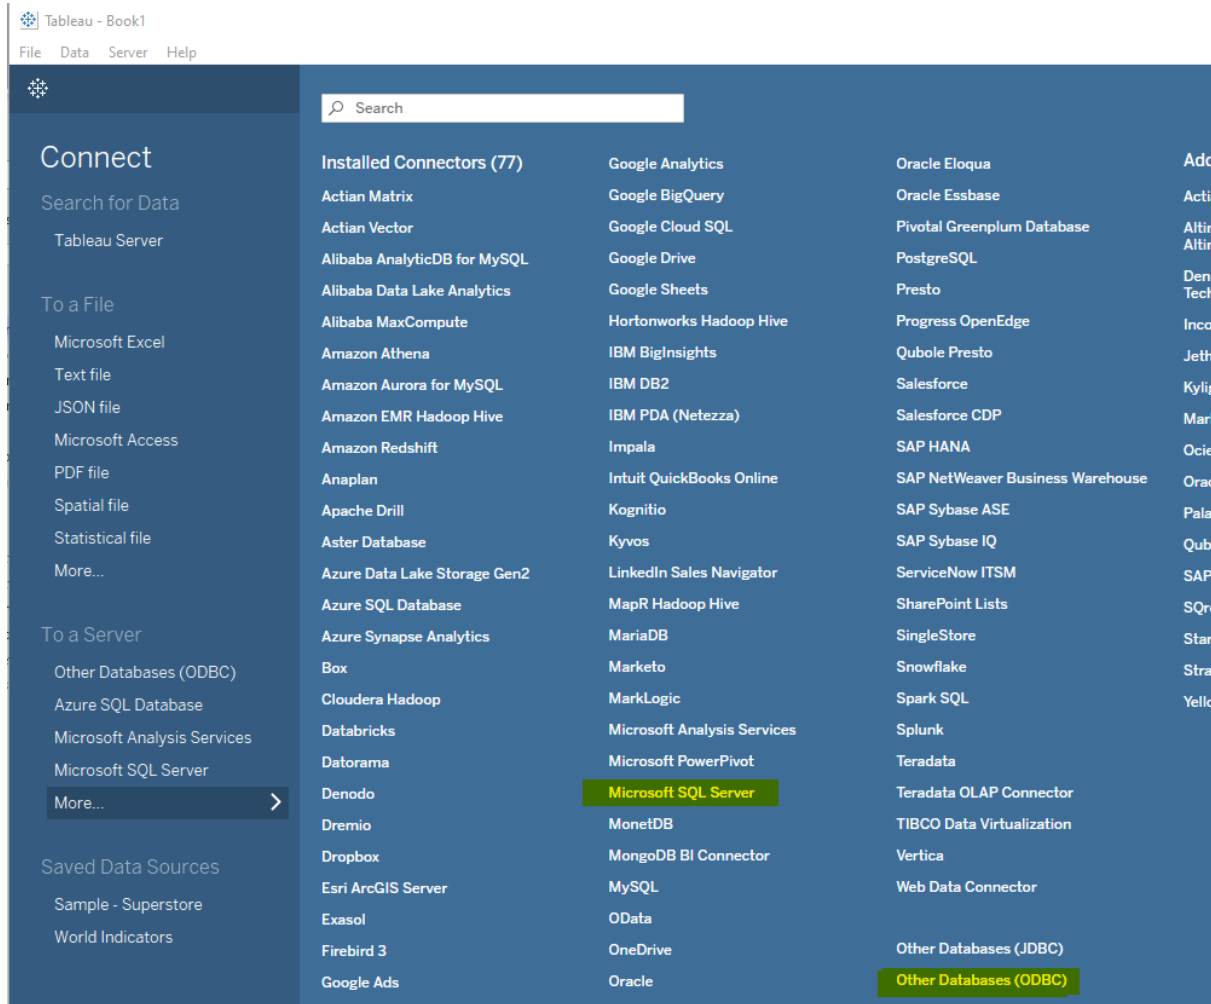 Tableau - Book1
File Data Server Help
Connect
Search for Data
Tableau Server
To a File
Microsoft Excel
Text file
JSON file
Microsoft Access
PDF file
Spatial file
Statistical file
More...
To a Server
Other Databases (ODBC)
Azure SQL Database
Microsoft Analysis Services
Microsoft SQL Server
More...
Saved Data Sources
Sample - Superstore
World Indicators
Search
Installed Connectors (77)
Actian Matrix
Actian Vector
Alibaba AnalyticDB for MySQL
Alibaba Data Lake Analytics
Alibaba MaxCompute
Amazon Athena
Amazon Aurora for MySQL
Amazon EMR Hadoop Hive
Amazon Redshift
Anaplan
Apache Drill
Aster Database
Azure Data Lake Storage Gen2
Azure SQL Database
Azure Synapse Analytics
Box
Cloudera Hadoop
Databricks
Datorama
Denodo
Dremio
Dropbox
Esri ArcGIS Server
Exasol
Firebird 3
Google Ads
Google Analytics
Google BigQuery
Google Cloud SQL
Google Drive
Google Sheets
Hortonworks Hadoop Hive
IBM BigInsights
IBM DB2
IBM PDA (Netezza)
Impala
Intuit QuickBooks Online
Kognitio
Kyvos
LinkedIn Sales Navigator
MapR Hadoop Hive
MariaDB
Marketo
MarkLogic
Microsoft Analysis Services
Microsoft PowerPivot
Microsoft SQL Server
MonetDB
MongoDB BI Connector
MySQL
OData
OneDrive
Oracle
Oracle Eloqua
Oracle Essbase
Pivotal Greenplum Database
PostgreSQL
Presto
Progress OpenEdge
Qubole Presto
Salesforce
Salesforce CDP
SAP HANA
SAP NetWeaver Business Warehouse
SAP Sybase ASE
SAP Sybase IQ
ServiceNow ITSM
SharePoint Lists
SingleStore
Snowflake
Spark SQL
Splunk
Teradata
Teradata OLAP Connector
TIBCO Data Virtualization
Vertica
Web Data Connector
Other Databases (JDBC)
Other Databases (ODBC)
SAP